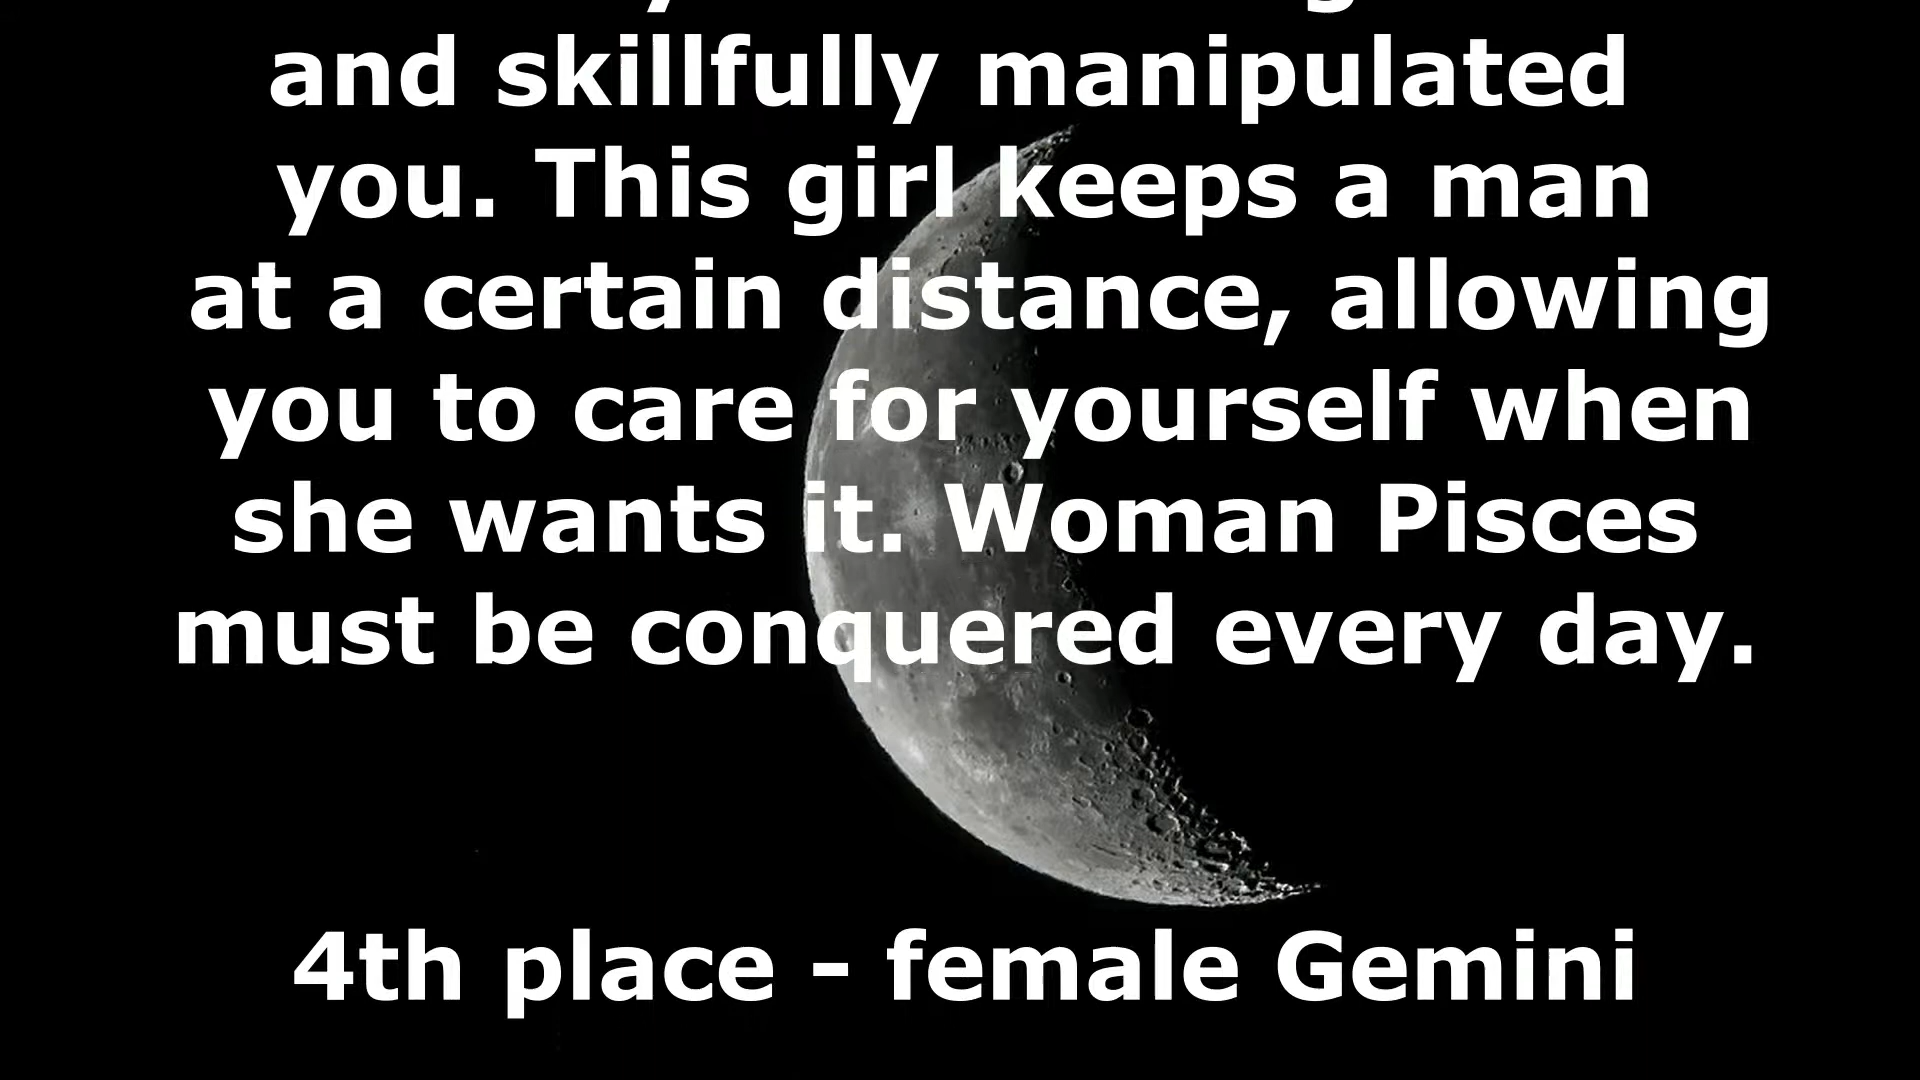 and skillfully manipulated
you. This girl keeps a man
at a certain distance, allowing
you to care for yourself when
she wants it. Woman Pisces
must be conquered every day.
4th place - female Gemini